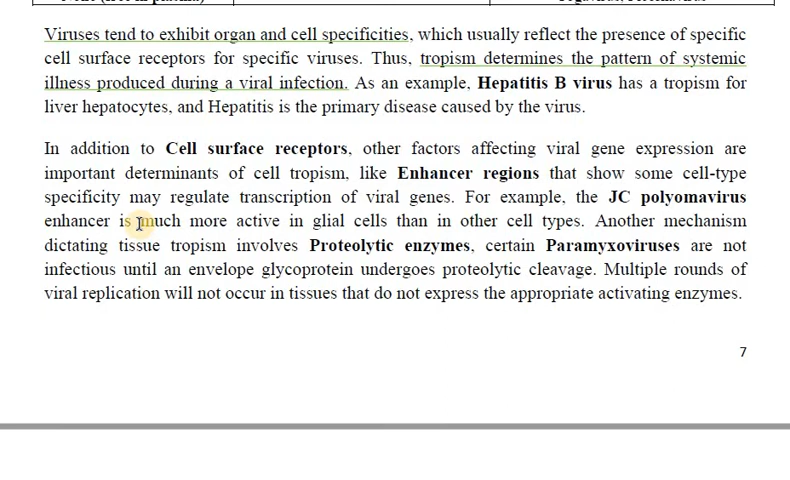 Viruses tend to exhibit organ and cell specificities, which usually reflect the presence of specific
cell surface receptors for specific viruses. Thus, tropism determines the pattern of systemic
illness produced during a viral infection. As an example, Hepatitis B virus has a tropism for
liver hepatocytes, and Hepatitis is the primary disease caused by the virus.
In addition to Cell surface receptors, other factors affecting viral gene expression are
important determinants of cell tropism, like Enhancer regions that show some cell-type
specificity may regulate transcription of viral genes. For example, the JC polyomavirus
enhancer is much more active in glial cells than in other cell types. Another mechanism
dictating tissue tropism involves Proteolytic enzymes, certain Paramyxoviruses are not
infectious until an envelope glycoprotein undergoes proteolytic cleavage. Multiple rounds of
viral replication will not occur in tissues that do not express the appropriate activating enzymes.
7